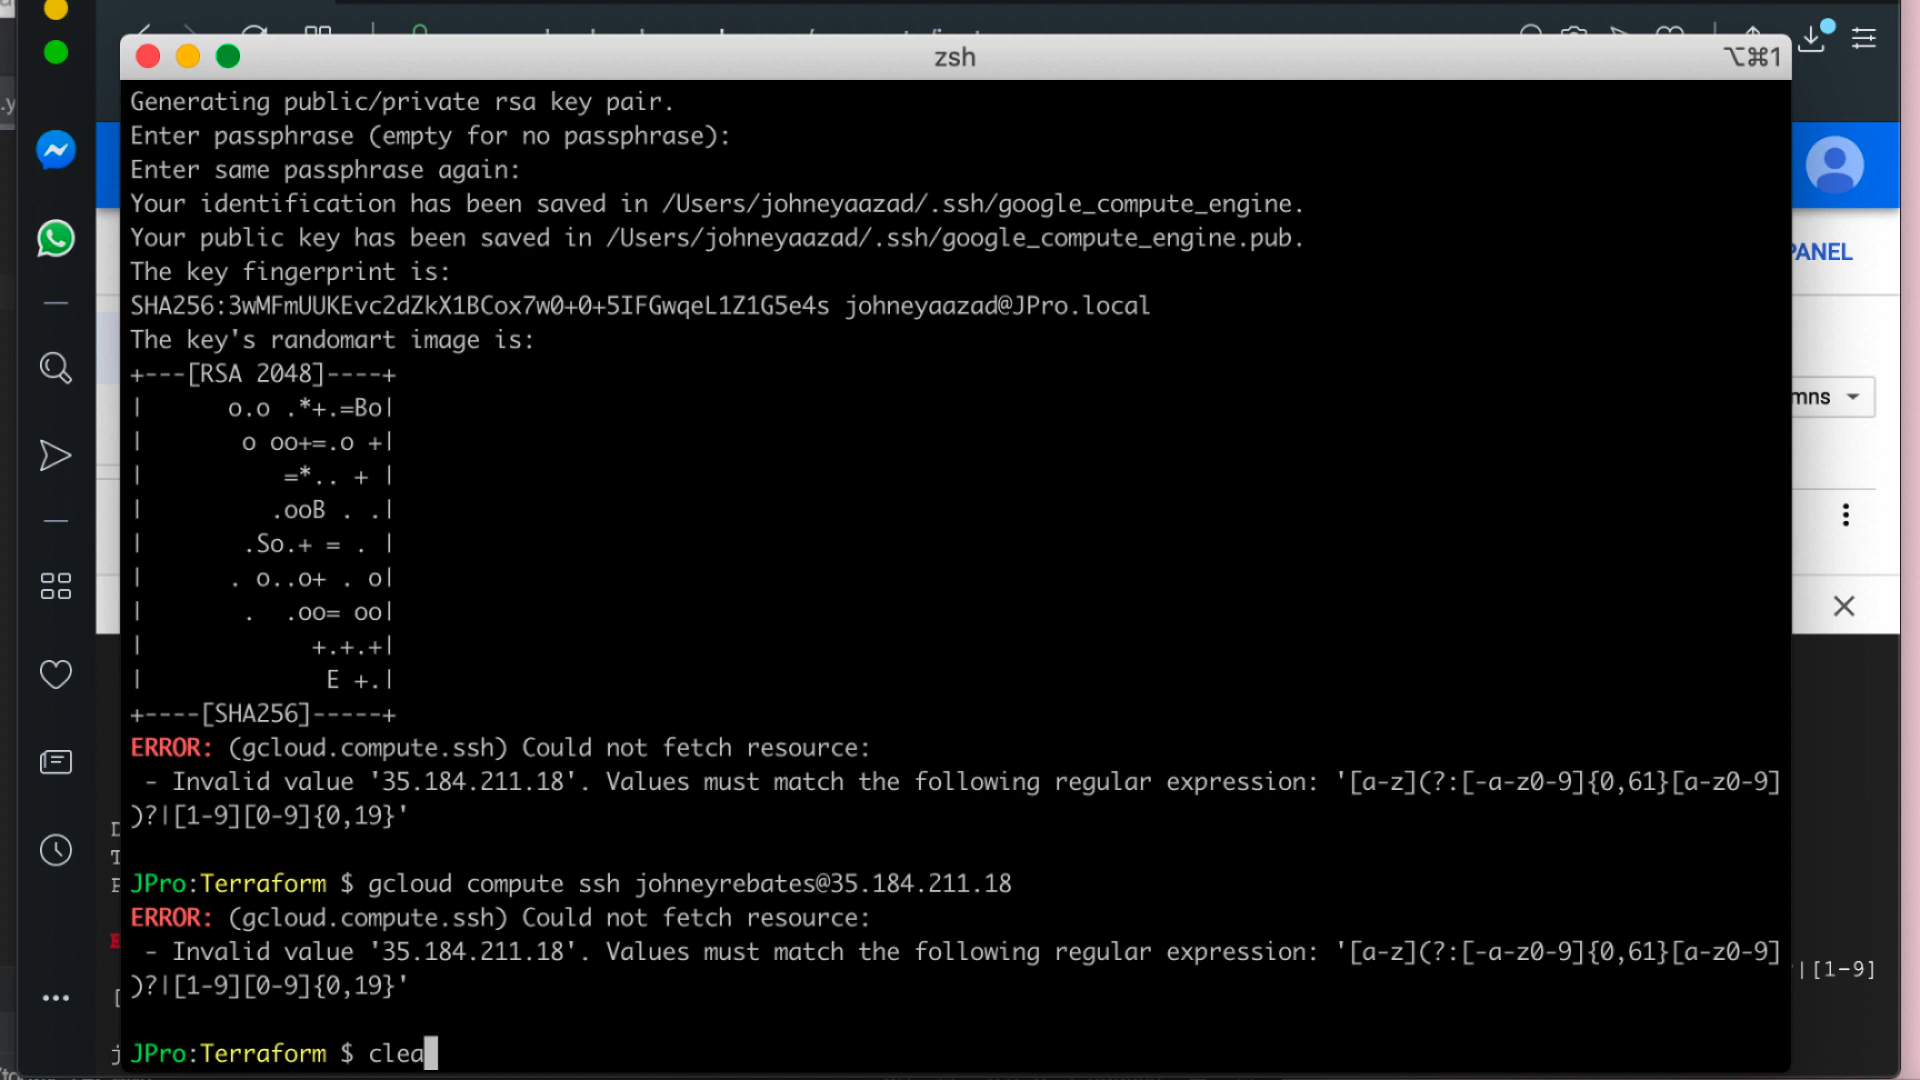 zsh
⌥⌘1
Generating public/private rsa key pair.
Enter passphrase (empty for no passphrase):
Enter same passphrase again:
Your identification has been saved in /Users/johneyaazad/.ssh/google_compute_engine.
Your public key has been saved in /Users/johneyaazad/.ssh/google_compute_engine.pub.
The key fingerprint is:
SHA256:3wMFmUUKEvc2dZkX1BCox7w0+0+5IFGwqeL1Z1G5e4s johneyaazad@JPro.local
The key's randomart image is:
+---[RSA 2048]----+
|      o.o .*+.=Bo|
|       o oo+=.o +|
|          =*.. + |
|         .ooB . .|
|       .So.+ = . |
|      . o..o+ . o|
|       .  .oo= oo|
|            +.+.+|
|             E +.|
+----[SHA256]-----+
ERROR: (gcloud.compute.ssh) Could not fetch resource:
 - Invalid value '35.184.211.18'. Values must match the following regular expression: '[a-z](?:[-a-z0-9]{0,61}[a-z0-9]
)?|[1-9][0-9]{0,19}'
JPro:Terraform $ gcloud compute ssh johneyrebates@35.184.211.18
ERROR: (gcloud.compute.ssh) Could not fetch resource:
 - Invalid value '35.184.211.18'. Values must match the following regular expression: '[a-z](?:[-a-z0-9]{0,61}[a-z0-9]
)?|[1-9][0-9]{0,19}'
JPro:Terraform $ clea
PANEL
mns
|[1-9]